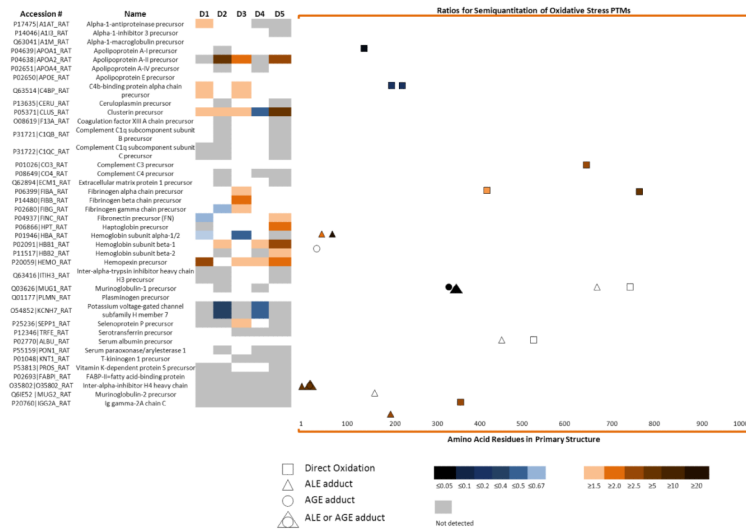 Accession # Name D1 D2 D3 D4 D5 Ratios for Semiquantitation of Oxidative Stress PTMs
P17475|A1AT_RAT Alpha-1-antiproteinase precursor
P14046|A1I3_RAT Alpha-1-inhibitor 3 precursor
Q63041|A1M_RAT Alpha-1-macroglobulin precursor
P04639|APOA1_RAT Apolipoprotein A-I precursor
P04638|APOA2_RAT Apolipoprotein A-II precursor
P02651|APOA4_RAT Apolipoprotein A-IV precursor
P02650|APOE_RAT Apolipoprotein E precursor
Q63514|C4BP_RAT C4b-binding protein alpha chain
precursor
P13635|CERU_RAT Ceruloplasmin precursor
P05371|CLUS_RAT Clusterin precursor
O08619|F13A_RAT Coagulation factor XIII A chain precursor
P31721|C1QB_RAT Complement C1q subcomponent subunit
B precursor
P31722|C1QC_RAT Complement C1q subcomponent subunit
C precursor
P01026|CO3_RAT Complement C3 precursor
P08649|CO4_RAT Complement C4 precursor
Q62894|ECM1_RAT Extracellular matrix protein 1 precursor
P06399|FIBA_RAT Fibrinogen alpha chain precursor
P14480|FIBB_RAT Fibrinogen beta chain precursor
P02680|FIBG_RAT Fibrinogen gamma chain precursor
P04937|FINC_RAT Fibronectin precursor (FN)
P06866|HPT_RAT Haptoglobin precursor
P01946|HBA_RAT Hemoglobin subunit alpha-1/2
P02091|HBB1_RAT Hemoglobin subunit beta-1
P11517|HBB2_RAT Hemoglobin subunit beta-2
P20059|HEMO_RAT Hemopexin precursor
Q63416|ITIH3_RAT Inter-alpha-trypsin inhibitor heavy chain
H3 precursor
Q03626|MUG1_RAT Murinoglobulin-1 precursor
Q01177|PLMN_RAT Plasminogen precursor
O54852|KCNH7_RAT Potassium voltage-gated channel
subfamily H member 7
P25236|SEPP1_RAT Selenoprotein P precursor
P12346|TRFE_RAT Serotransferrin precursor
P02770|ALBU_RAT Serum albumin precursor
P55159|PON1_RAT Serum paraoxonase/arylesterase 1
P01048|KNT1_RAT T-kininogen 1 precursor
P53813|PROS_RAT Vitamin K-dependent protein S precursor
P02693|FABPI_RAT FABP-II=fatty acid-binding protein
O35802|O35802_RAT Inter-alpha-inhibitor H4 heavy chain
Q6IE52|MUG2_RAT Murinoglobulin-2 precursor
P20760|IGG2A_RAT Ig gamma-2A chain C
1 100 200 300 400 500 600 700 800 900 1000
Amino Acid Residues in Primary Structure
Direct Oxidation
ALE adduct
AGE adduct
ALE or AGE adduct
≤0.05 ≤0.1 ≤0.2 ≤0.4 ≤0.5 ≤0.67 ≥1.5 ≥2.0 ≥2.5 ≥5 ≥10 ≥20
Not detected